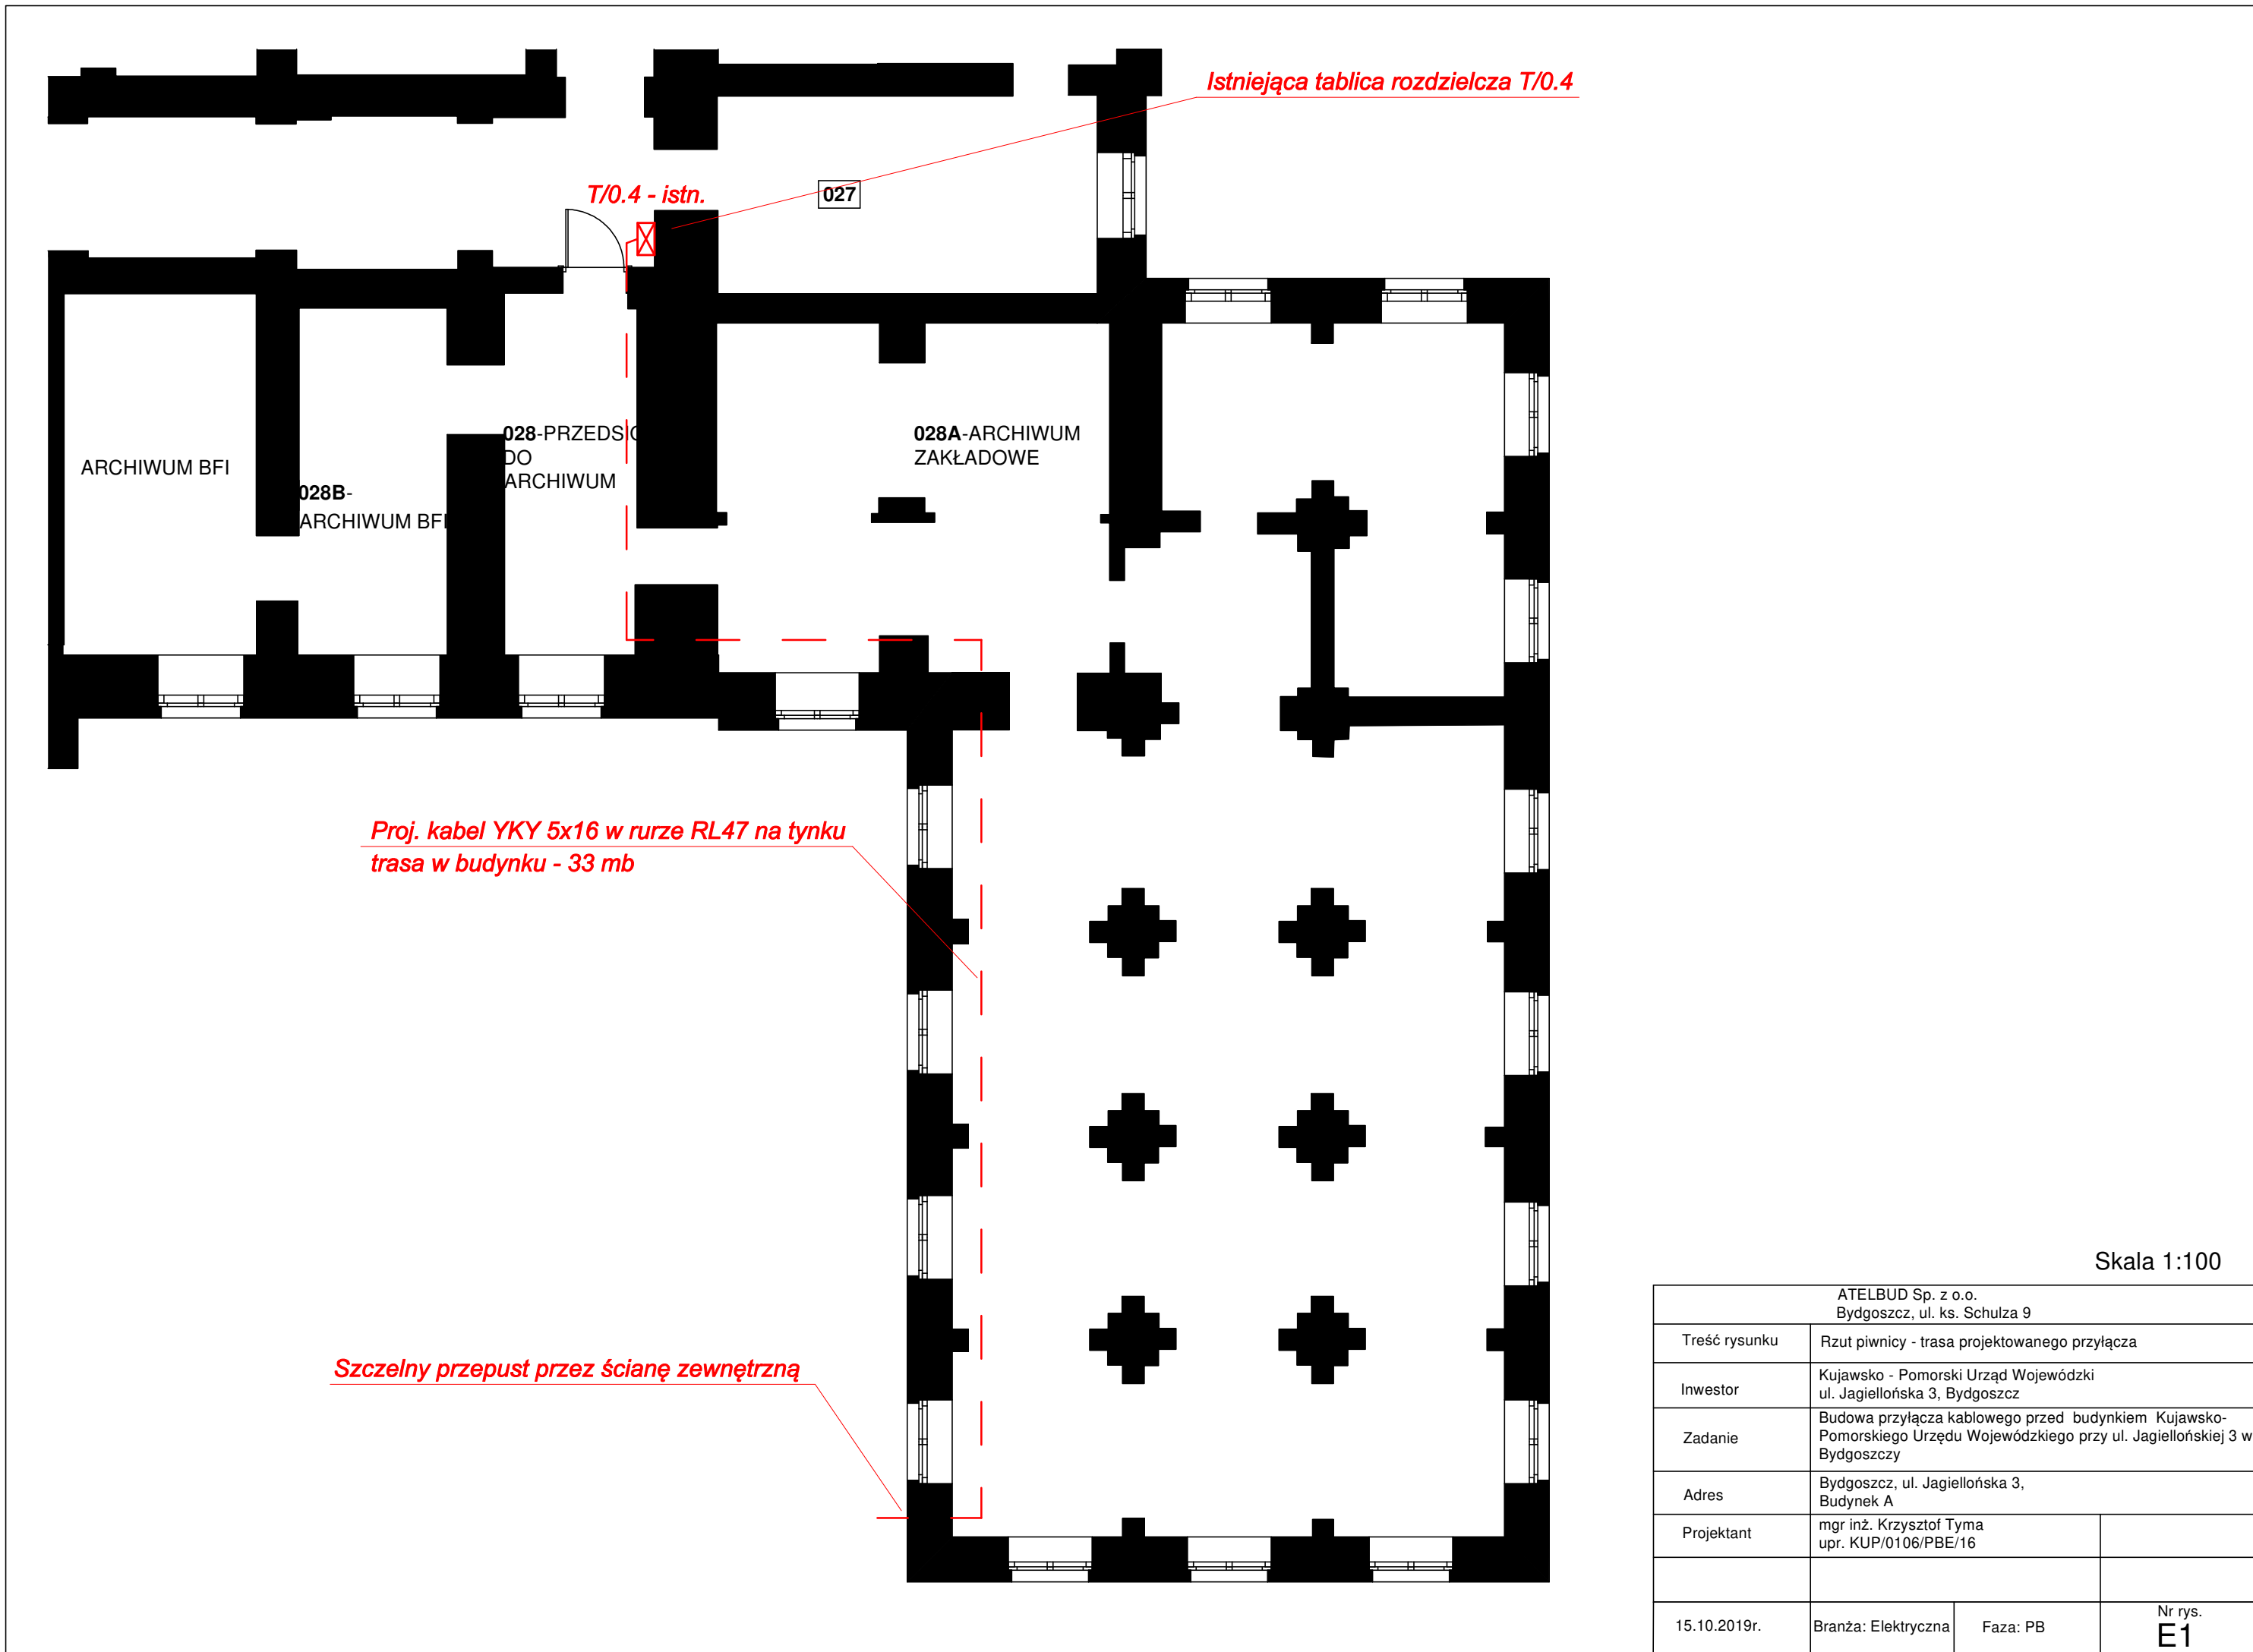 Istniejąca tablica rozdzielcza T/0.4
T/0.4 - istn.
027
028-PRZEDSIO
DO
ARCHIWUM
028A-ARCHIWUM
ZAKŁADOWE
ARCHIWUM BFI
028B-
ARCHIWUM BFI
Proj. kabel YKY 5x16 w rurze RL47 na tynku
trasa w budynku - 33 mb
Szczelny przepust przez ścianę zewnętrzną
Skala 1:100
ATELBUD Sp. z o.o.
Bydgoszcz, ul. ks. Schulza 9
Treść rysunku
Rzut piwnicy - trasa projektowanego przyłącza
Inwestor
Kujawsko - Pomorski Urząd Wojewódzki
ul. Jagiellońska 3, Bydgoszcz
Zadanie
Budowa przyłącza kablowego przed budynkiem Kujawsko-
Pomorskiego Urzędu Wojewódzkiego przy ul. Jagiellońskiej 3 w
Bydgoszczy
Adres
Bydgoszcz, ul. Jagiellońska 3,
Budynek A
Projektant
mgr inż. Krzysztof Tyma
upr. KUP/0106/PBE/16
15.10.2019r.
Branża: Elektryczna
Faza: PB
Nr rys.
E1